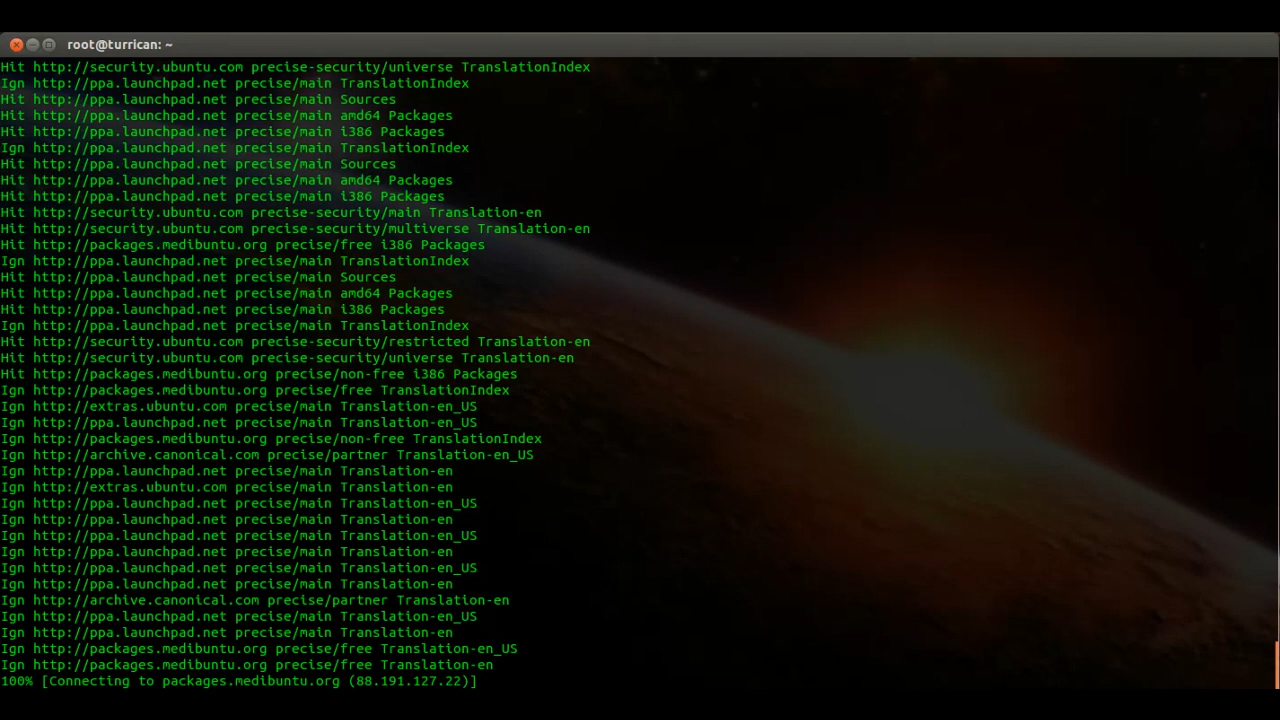 root@turrican: ~
Hit http://security.ubuntu.com precise-security/universe TranslationIndex
Ign http://ppa.launchpad.net precise/main TranslationIndex
Hit http://ppa.launchpad.net precise/main Sources
Hit http://ppa.launchpad.net precise/main amd64 Packages
Hit http://ppa.launchpad.net precise/main i386 Packages
Ign http://ppa.launchpad.net precise/main TranslationIndex
Hit http://ppa.launchpad.net precise/main Sources
Hit http://ppa.launchpad.net precise/main amd64 Packages
Hit http://ppa.launchpad.net precise/main i386 Packages
Hit http://security.ubuntu.com precise-security/main Translation-en
Hit http://security.ubuntu.com precise-security/multiverse Translation-en
Hit http://packages.medibuntu.org precise/free i386 Packages
Ign http://ppa.launchpad.net precise/main TranslationIndex
Hit http://ppa.launchpad.net precise/main Sources
Hit http://ppa.launchpad.net precise/main amd64 Packages
Hit http://ppa.launchpad.net precise/main i386 Packages
Ign http://ppa.launchpad.net precise/main TranslationIndex
Hit http://security.ubuntu.com precise-security/restricted Translation-en
Hit http://security.ubuntu.com precise-security/universe Translation-en
Hit http://packages.medibuntu.org precise/non-free i386 Packages
Ign http://packages.medibuntu.org precise/free TranslationIndex
Ign http://extras.ubuntu.com precise/main Translation-en_US
Ign http://ppa.launchpad.net precise/main Translation-en_US
Ign http://packages.medibuntu.org precise/non-free TranslationIndex
Ign http://archive.canonical.com precise/partner Translation-en_US
Ign http://ppa.launchpad.net precise/main Translation-en
Ign http://extras.ubuntu.com precise/main Translation-en
Ign http://ppa.launchpad.net precise/main Translation-en_US
Ign http://ppa.launchpad.net precise/main Translation-en
Ign http://ppa.launchpad.net precise/main Translation-en_US
Ign http://ppa.launchpad.net precise/main Translation-en
Ign http://ppa.launchpad.net precise/main Translation-en_US
Ign http://ppa.launchpad.net precise/main Translation-en
Ign http://archive.canonical.com precise/partner Translation-en
Ign http://ppa.launchpad.net precise/main Translation-en_US
Ign http://ppa.launchpad.net precise/main Translation-en
Ign http://packages.medibuntu.org precise/free Translation-en_US
Ign http://packages.medibuntu.org precise/free Translation-en
100% [Connecting to packages.medibuntu.org (88.191.127.22)]